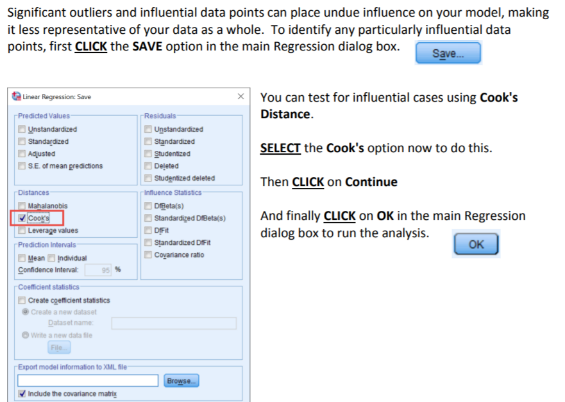 Significant outliers and influential data points can place undue influence on your model, making
it less representative of your data as a whole. To identify any particularly influential data
points, first CLICK the SAVE option in the main Regression dialog box.
Save...
Linear Regression: Save
Predicted Values
Unstandardized
Standardized
Adjusted
S.E. of mean predictions
Residuals
Unstandardized
Standardized
Studentized
Deleted
Studentized deleted
Distances
Mahalanobis
Cook's
Leverage values
Influence Statistics
DfBeta(s)
Standardized DfBeta(s)
DfFit
Standardized DfFit
Covariance ratio
Prediction Intervals
Mean Individual
Confidence Interval: 95 %
Coefficient statistics
Create coefficient statistics
Create a new dataset
Dataset name:
Write a new data file
File...
Export model information to XML file
Browse...
Include the covariance matrix
You can test for influential cases using Cook's
Distance.
SELECT the Cook's option now to do this.
Then CLICK on Continue
And finally CLICK on OK in the main Regression
dialog box to run the analysis.
OK